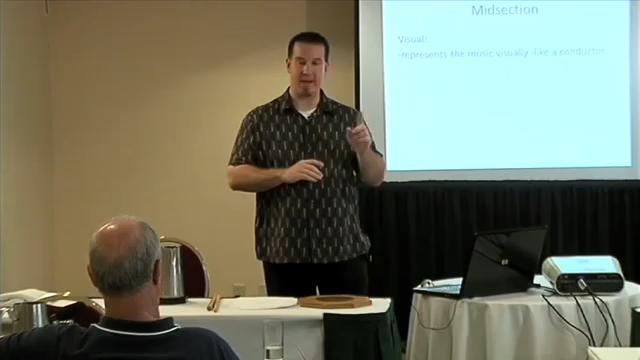 Midsection
Visual:
-represents the music visually -like a conductor